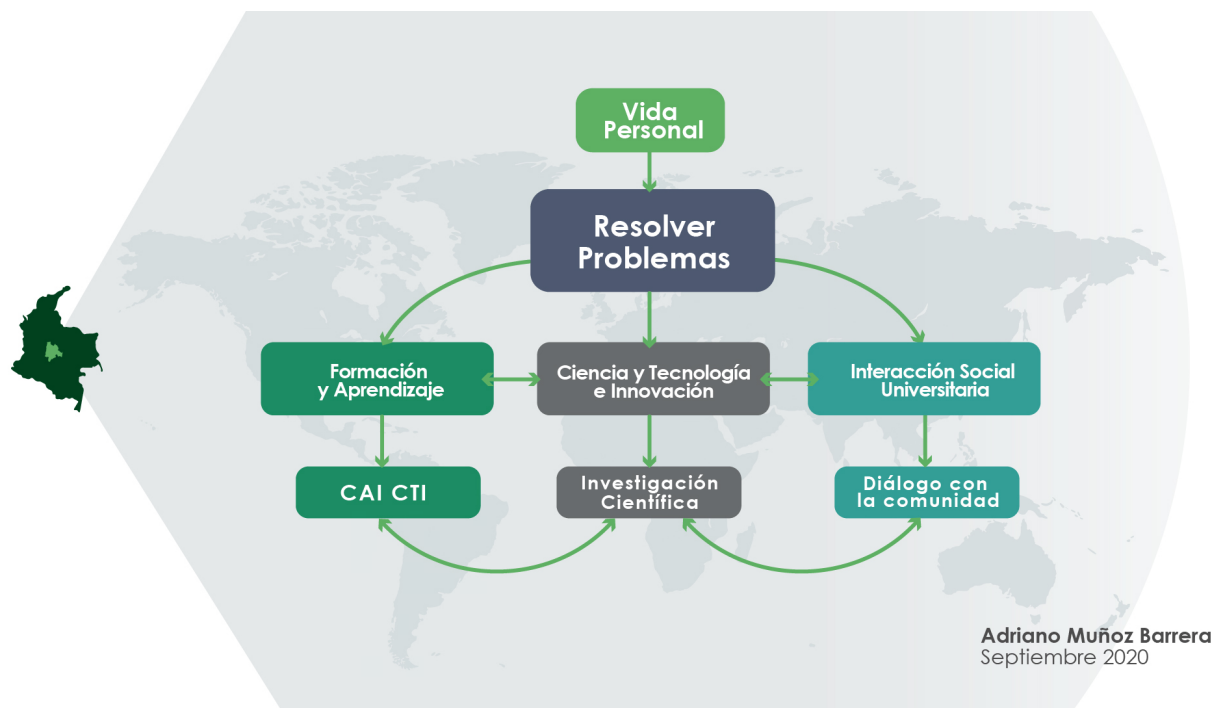 Vida
Personal
Resolver
Problemas
Formación
y Aprendizaje
Ciencia y Tecnología
e Innovación
Interacción Social
Universitaria
CAI CTI
Investigación
Científica
Diálogo con
la comunidad
Adriano Muñoz Barrera
Septiembre 2020